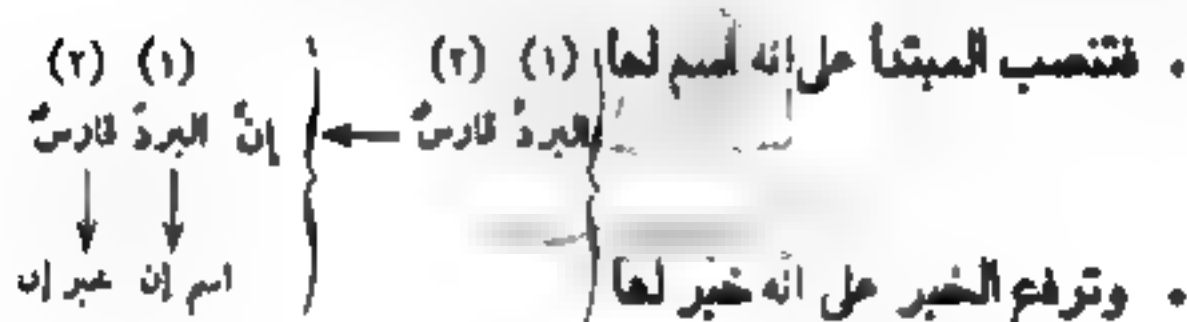 • فتنصب المبتدأ على أنه اسم لها
(١) (٢)
البردُ قارسٌ
(١) (٢)
إنّ البردَ قارسٌ
اسم إن خبر إن
• وترفع الخبر على أنه خبر لها